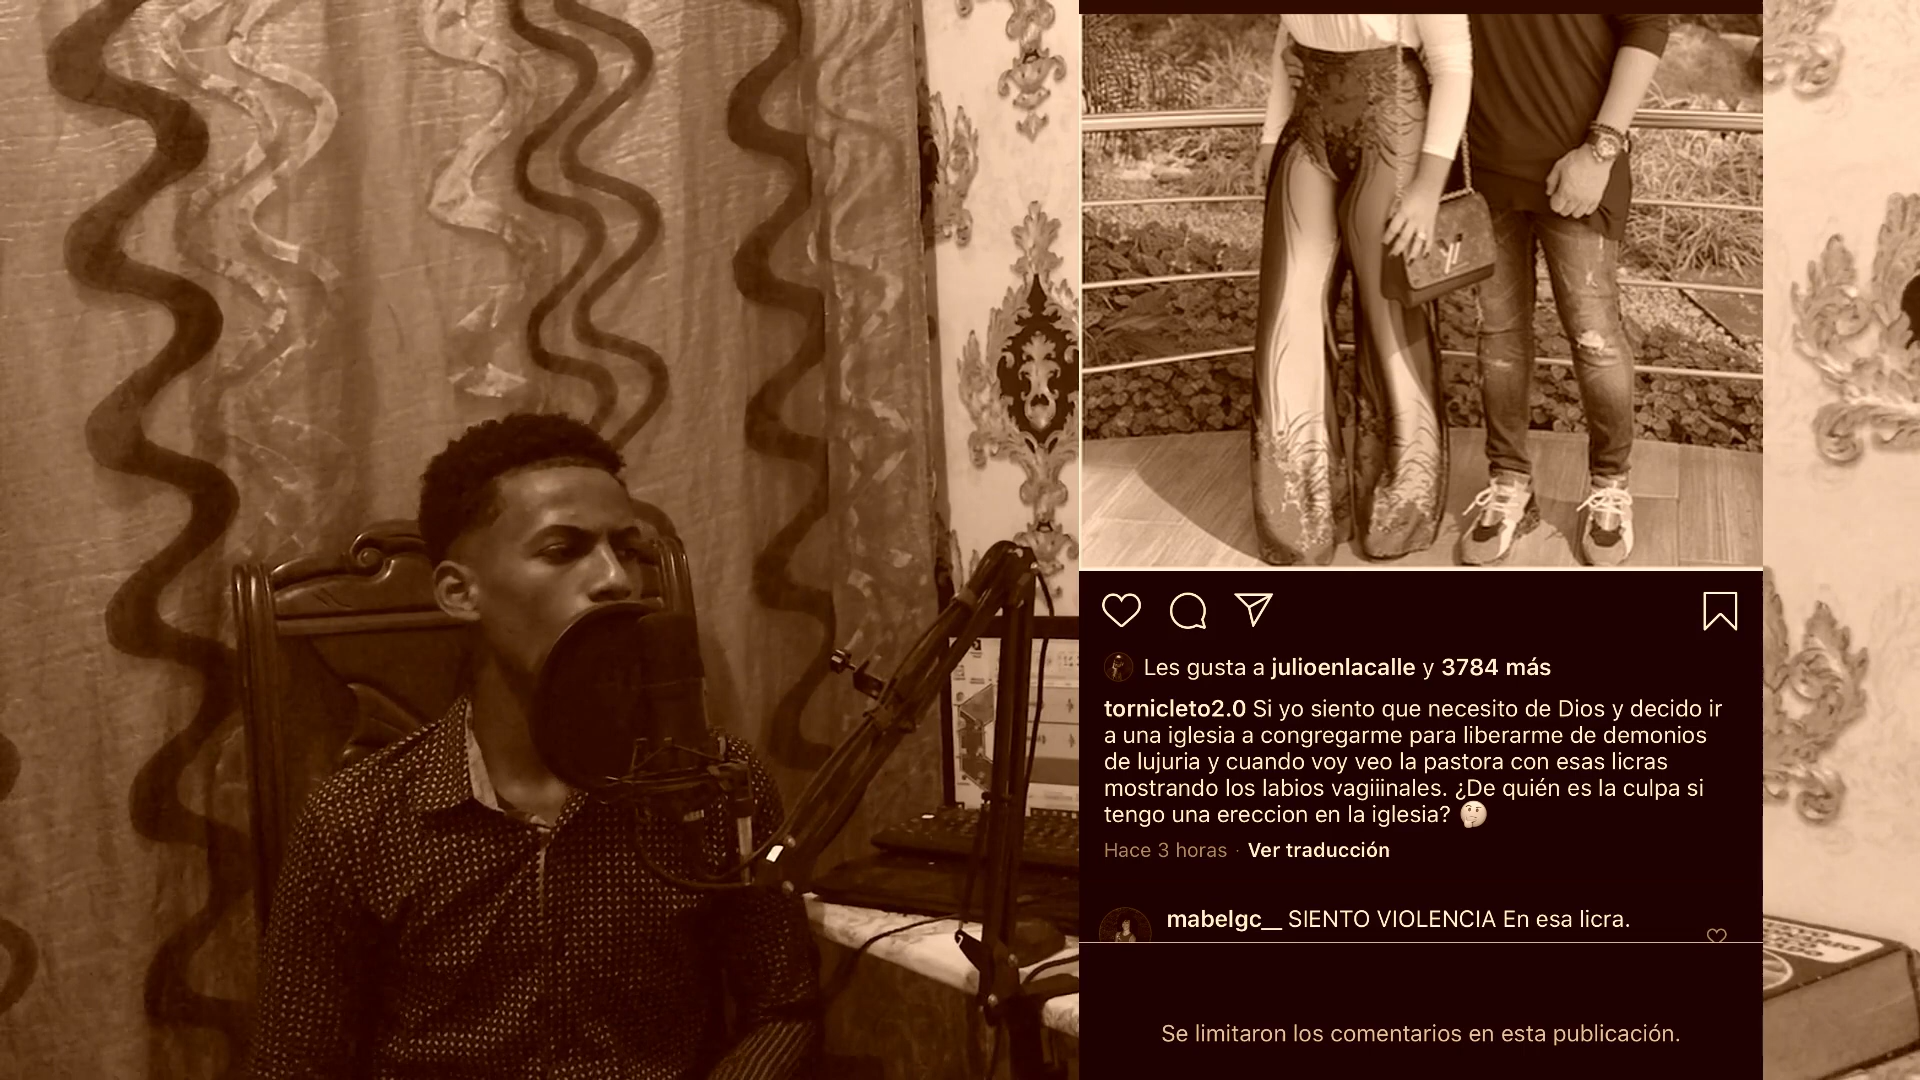 Les gusta a julioenlacalle y 3784 más
tornicleto2.0 Si yo siento que necesito de Dios y decido ir
a una iglesia a congregarme para liberarme de demonios
de lujuria y cuando voy veo la pastora con esas licras
mostrando los labios vagiiinales. ¿De quién es la culpa si
tengo una ereccion en la iglesia? 🤔
Hace 3 horas · Ver traducción
mabelgc__ SIENTO VIOLENCIA En esa licra.
Se limitaron los comentarios en esta publicación.